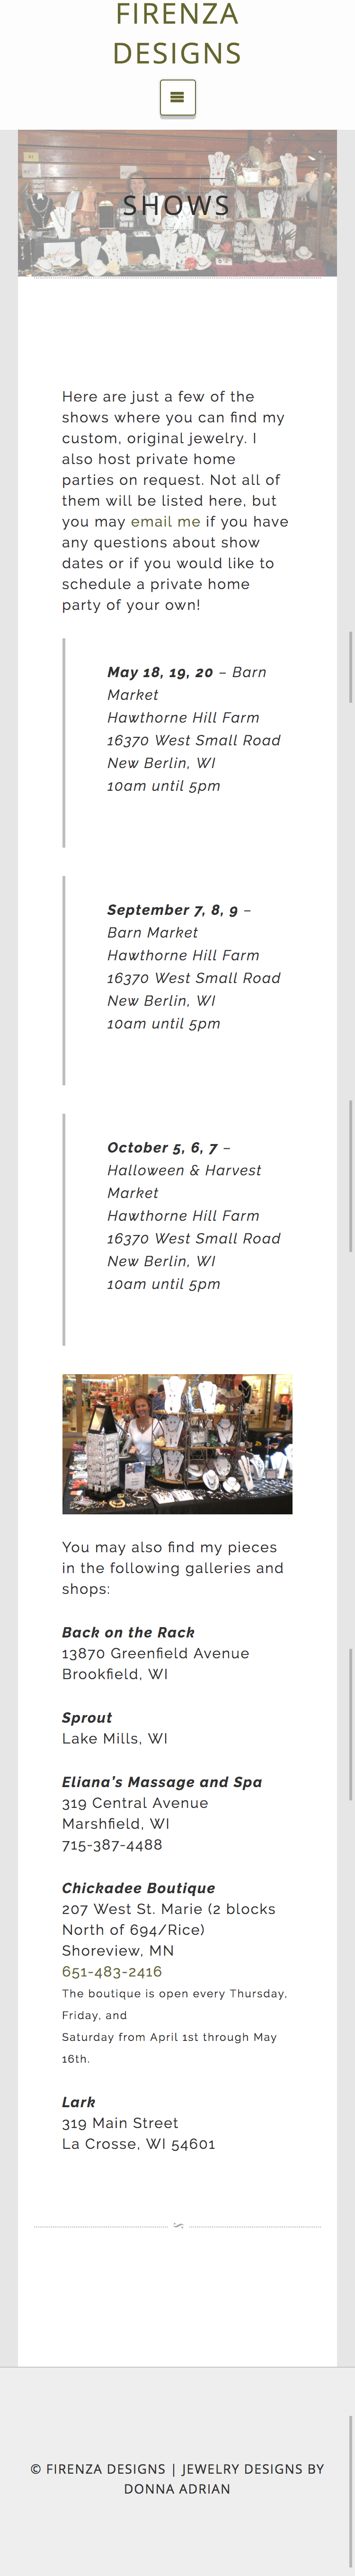 FIRENZA
DESIGNS
SHOWS
Here are just a few of the
shows where you can find my
custom, original jewelry. I
also host private home
parties on request. Not all of
them will be listed here, but
you may email me if you have
any questions about show
dates or if you would like to
schedule a private home
party of your own!
May 18, 19, 20 – Barn
Market
Hawthorne Hill Farm
16370 West Small Road
New Berlin, WI
10am until 5pm
September 7, 8, 9 –
Barn Market
Hawthorne Hill Farm
16370 West Small Road
New Berlin, WI
10am until 5pm
October 5, 6, 7 –
Halloween & Harvest
Market
Hawthorne Hill Farm
16370 West Small Road
New Berlin, WI
10am until 5pm
You may also find my pieces
in the following galleries and
shops:
Back on the Rack
13870 Greenfield Avenue
Brookfield, WI
Sprout
Lake Mills, WI
Eliana's Massage and Spa
319 Central Avenue
Marshfield, WI
715-387-4488
Chickadee Boutique
207 West St. Marie (2 blocks
North of 694/Rice)
Shoreview, MN
651-483-2416
The boutique is open every Thursday,
Friday, and
Saturday from April 1st through May
16th.
Lark
319 Main Street
La Crosse, WI 54601
© FIRENZA DESIGNS | JEWELRY DESIGNS BY
DONNA ADRIAN